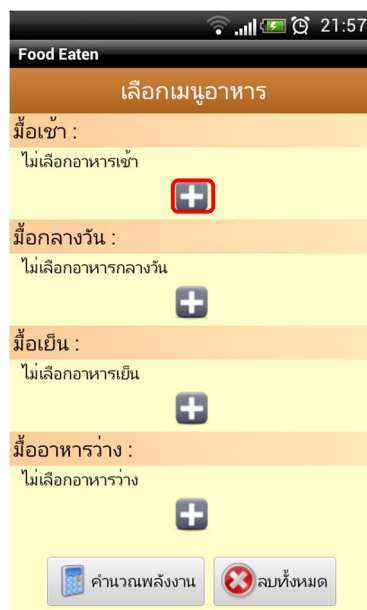 21:57
Food Eaten
เลือกเมนูอาหาร
มื้อเช้า :
ไม่เลือกอาหารเช้า
มื้อกลางวัน :
ไม่เลือกอาหารกลางวัน
มื้อเย็น :
ไม่เลือกอาหารเย็น
มื้ออาหารว่าง :
ไม่เลือกอาหารว่าง
คำนวณพลังงาน ลบทั้งหมด